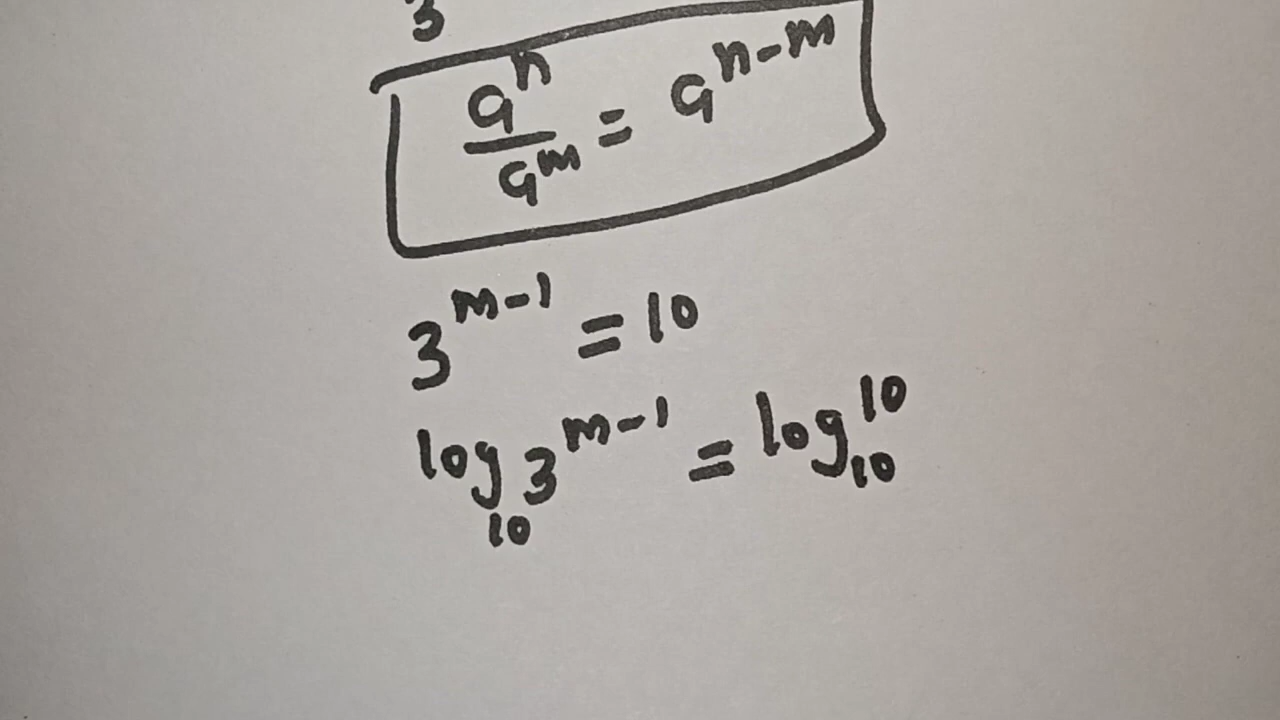 3
a^n/a^m = a^(n-m)
3^(m-1) = 10
log_10 3^(m-1) = log_10 10